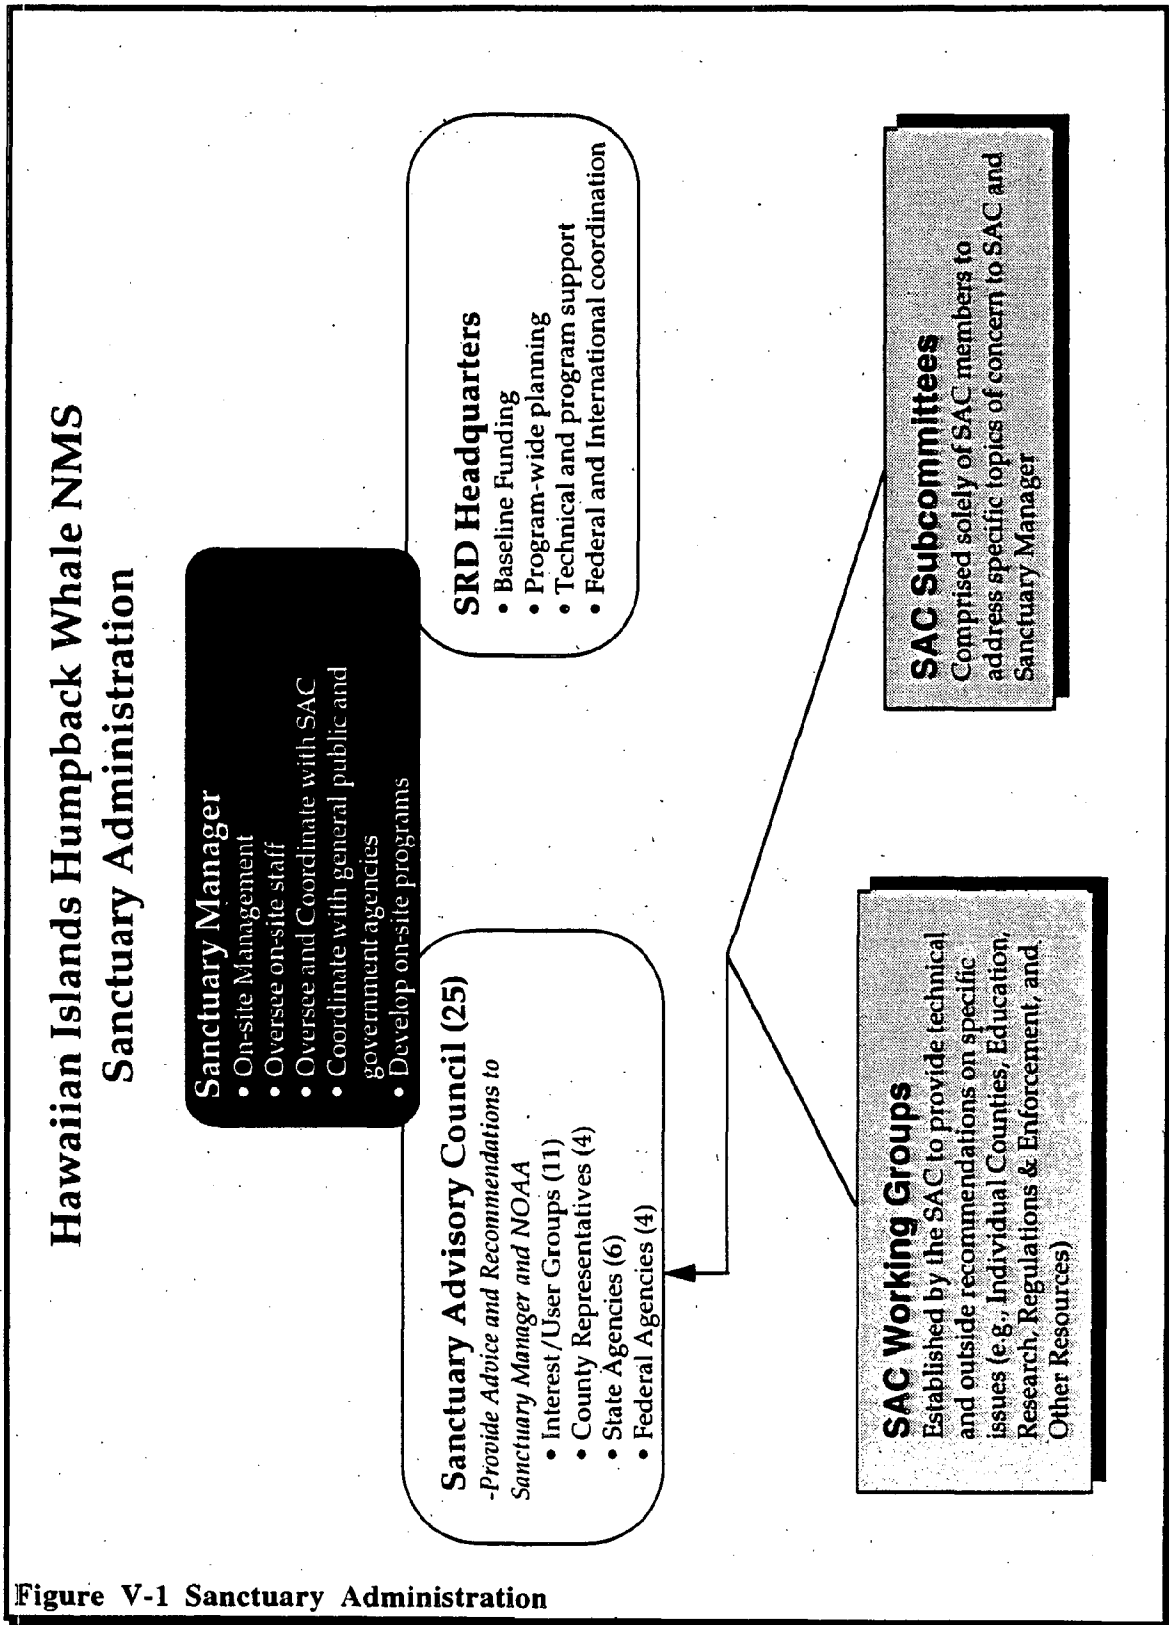 Hawaiian Islands Humpback Whale NMS
Sanctuary Administration
Sanctuary Manager
• On-site Management
• Oversee on-site staff
• Oversee and Coordinate with SAC
• Coordinate with general public and
government agencies
• Develop on-site programs
Sanctuary Advisory Council (25)
-Provide Advice and Recommendations to
Sanctuary Manager and NOAA
• Interest/User Groups (11)
• County Representatives (4)
• State Agencies (6)
• Federal Agencies (4)
SRD Headquarters
• Baseline Funding
• Program-wide planning
• Technical and program support
• Federal and International coordination
SAC Working Groups
Established by the SAC to provide technical
and outside recommendations on specific
issues (e.g., Individual Counties, Education,
Research, Regulations & Enforcement, and
Other Resources)
SAC Subcommittees
Comprised solely of SAC members to
address specific topics of concern to SAC and
Sanctuary Manager
Figure V-1 Sanctuary Administration